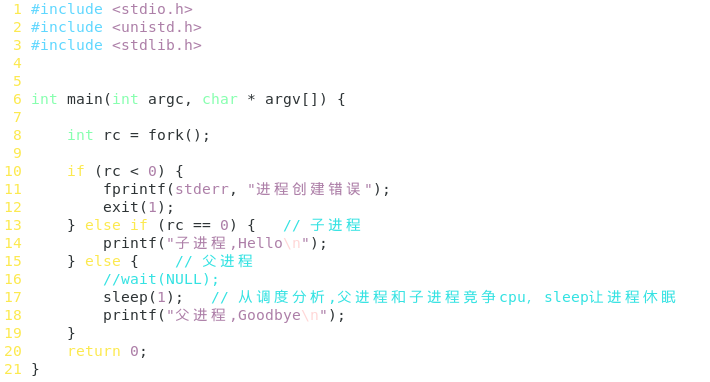 1 #include <stdio.h>
2 #include <unistd.h>
3 #include <stdlib.h>
4
5
6 int main(int argc, char * argv[]) {
7
8     int rc = fork();
9
10     if (rc < 0) {
11         fprintf(stderr, "进程创建错误");
12         exit(1);
13     } else if (rc == 0) {   // 子进程
14         printf("子进程,Hello\n");
15     } else {    // 父进程
16         //wait(NULL);
17         sleep(1);   // 从调度分析,父进程和子进程竞争cpu, sleep让进程休眠
18         printf("父进程,Goodbye\n");
19     }
20     return 0;
21 }